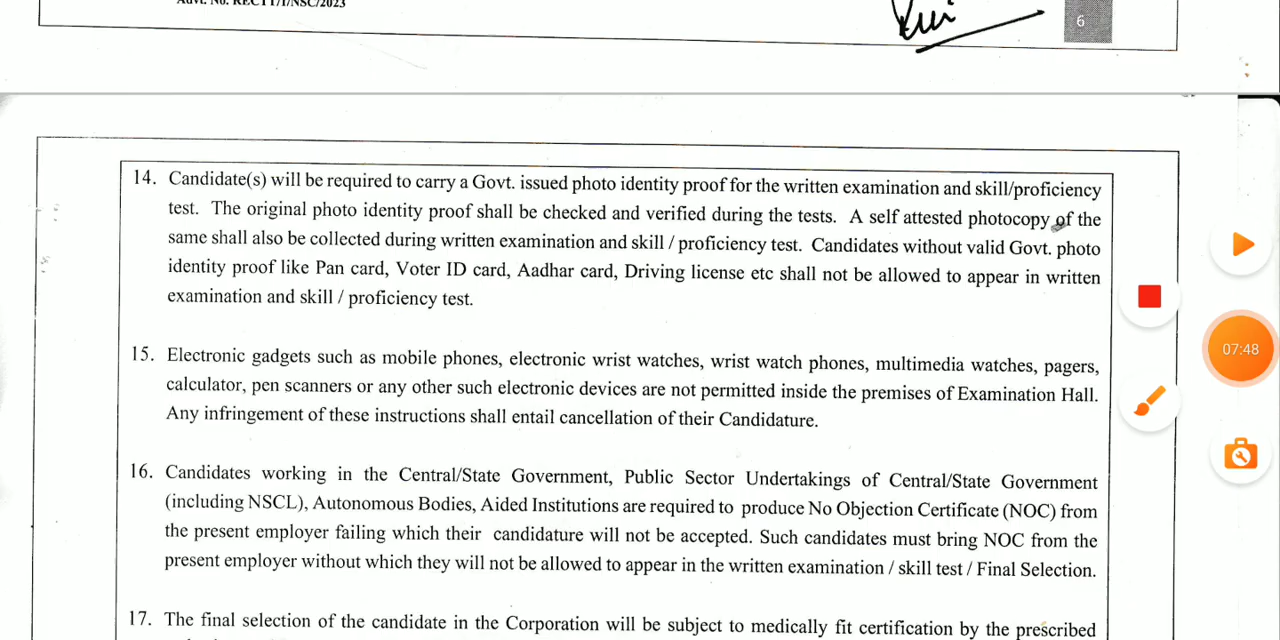 Advt. No. RECTT/1/NSC/2023
6
14. Candidate(s) will be required to carry a Govt. issued photo identity proof for the written examination and skill/proficiency
test. The original photo identity proof shall be checked and verified during the tests. A self attested photocopy of the
same shall also be collected during written examination and skill / proficiency test. Candidates without valid Govt. photo
identity proof like Pan card, Voter ID card, Aadhar card, Driving license etc shall not be allowed to appear in written
examination and skill / proficiency test.
15. Electronic gadgets such as mobile phones, electronic wrist watches, wrist watch phones, multimedia watches, pagers,
calculator, pen scanners or any other such electronic devices are not permitted inside the premises of Examination Hall.
Any infringement of these instructions shall entail cancellation of their Candidature.
16. Candidates working in the Central/State Government, Public Sector Undertakings of Central/State Government
(including NSCL), Autonomous Bodies, Aided Institutions are required to produce No Objection Certificate (NOC) from
the present employer failing which their candidature will not be accepted. Such candidates must bring NOC from the
present employer without which they will not be allowed to appear in the written examination / skill test / Final Selection.
17. The final selection of the candidate in the Corporation will be subject to medically fit certification by the prescribed
07:48